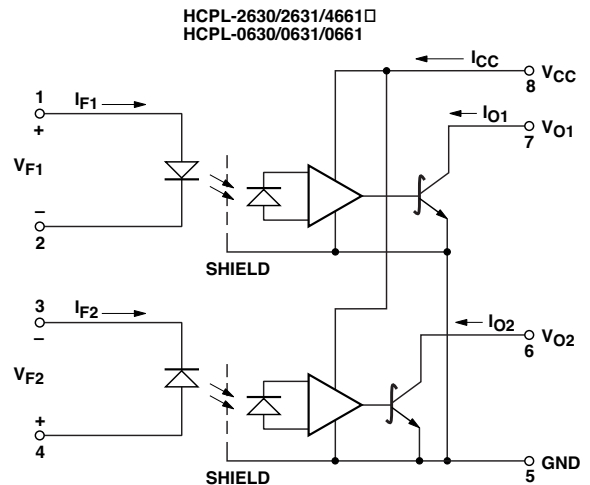 HCPL-2630/2631/4661□
HCPL-0630/0631/0661
ICC
VCC
8
1
IF1
+
VF1
–
2
IO1
VO1
7
SHIELD
3
IF2
–
VF2
+
4
IO2
VO2
6
SHIELD
GND
5